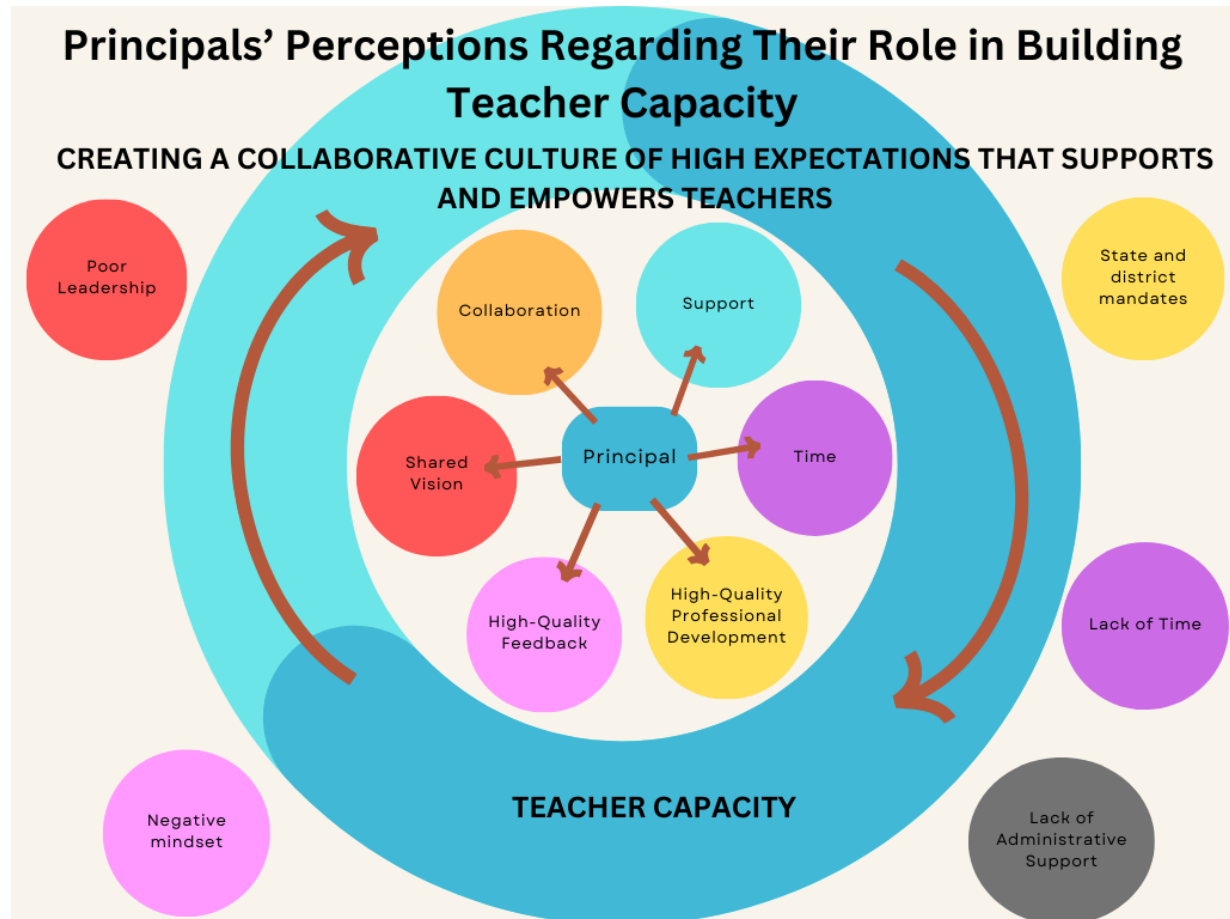 Principals’ Perceptions Regarding Their Role in Building
Teacher Capacity
CREATING A COLLABORATIVE CULTURE OF HIGH EXPECTATIONS THAT SUPPORTS
AND EMPOWERS TEACHERS
Poor
Leadership
Collaboration
Support
State and
district
mandates
Shared
Vision
Principal
Time
High-Quality
Feedback
High-Quality
Professional
Development
Lack of Time
TEACHER CAPACITY
Negative
mindset
Lack of
Administrative
Support